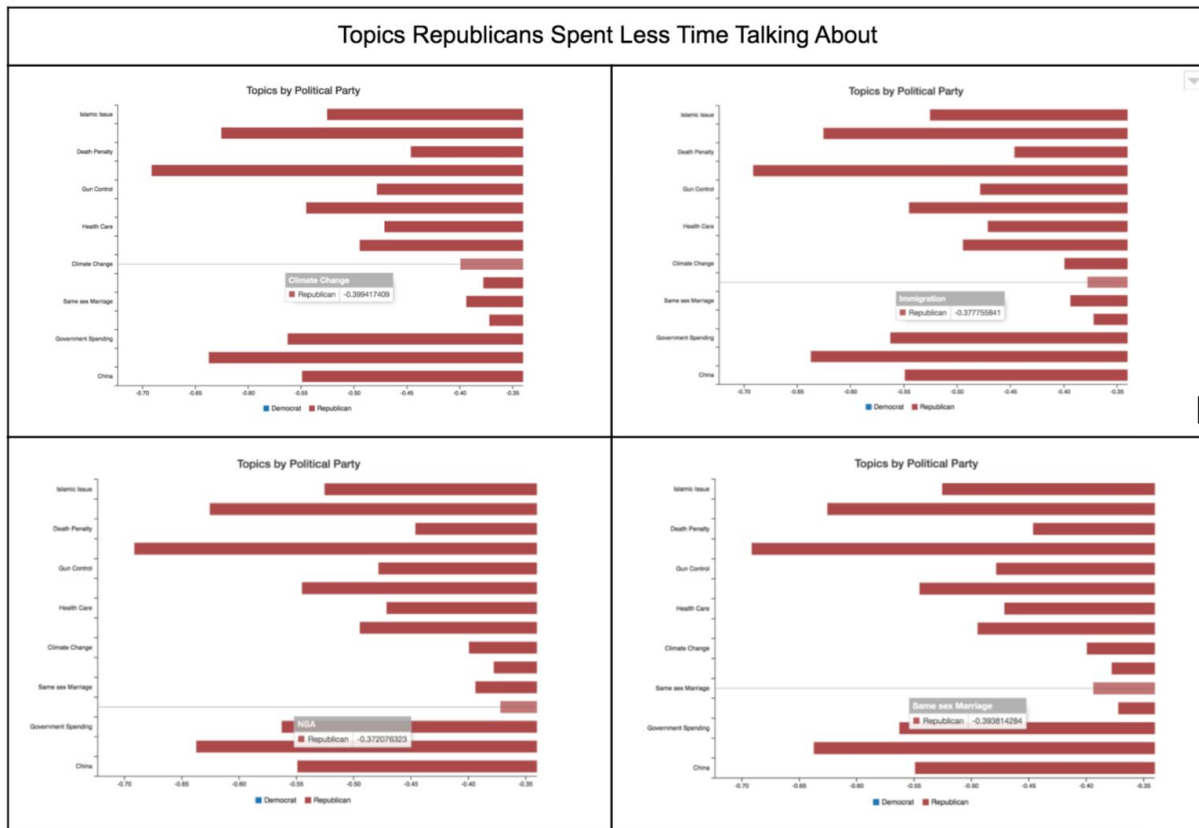 Topics Republicans Spent Less Time Talking About
Topics by Political Party
Islamic Issue
Death Penalty
Gun Control
Health Care
Climate Change
Same sex Marriage
Government Spending
China
Climate Change
Republican -0.399417409
-0.70 -0.65 -0.60 -0.55 -0.50 -0.45 -0.40 -0.35
Democrat Republican
Topics by Political Party
Islamic Issue
Death Penalty
Gun Control
Health Care
Climate Change
Same sex Marriage
Government Spending
China
Immigration
Republican -0.377755841
-0.70 -0.65 -0.60 -0.55 -0.50 -0.45 -0.40 -0.35
Democrat Republican
Topics by Political Party
Islamic Issue
Death Penalty
Gun Control
Health Care
Climate Change
Same sex Marriage
Government Spending
China
NSA
Republican -0.372076323
-0.70 -0.65 -0.60 -0.55 -0.50 -0.45 -0.40 -0.35
Democrat Republican
Topics by Political Party
Islamic Issue
Death Penalty
Gun Control
Health Care
Climate Change
Same sex Marriage
Government Spending
China
Same sex Marriage
Republican -0.393814284
-0.70 -0.65 -0.60 -0.55 -0.50 -0.45 -0.40 -0.35
Democrat Republican